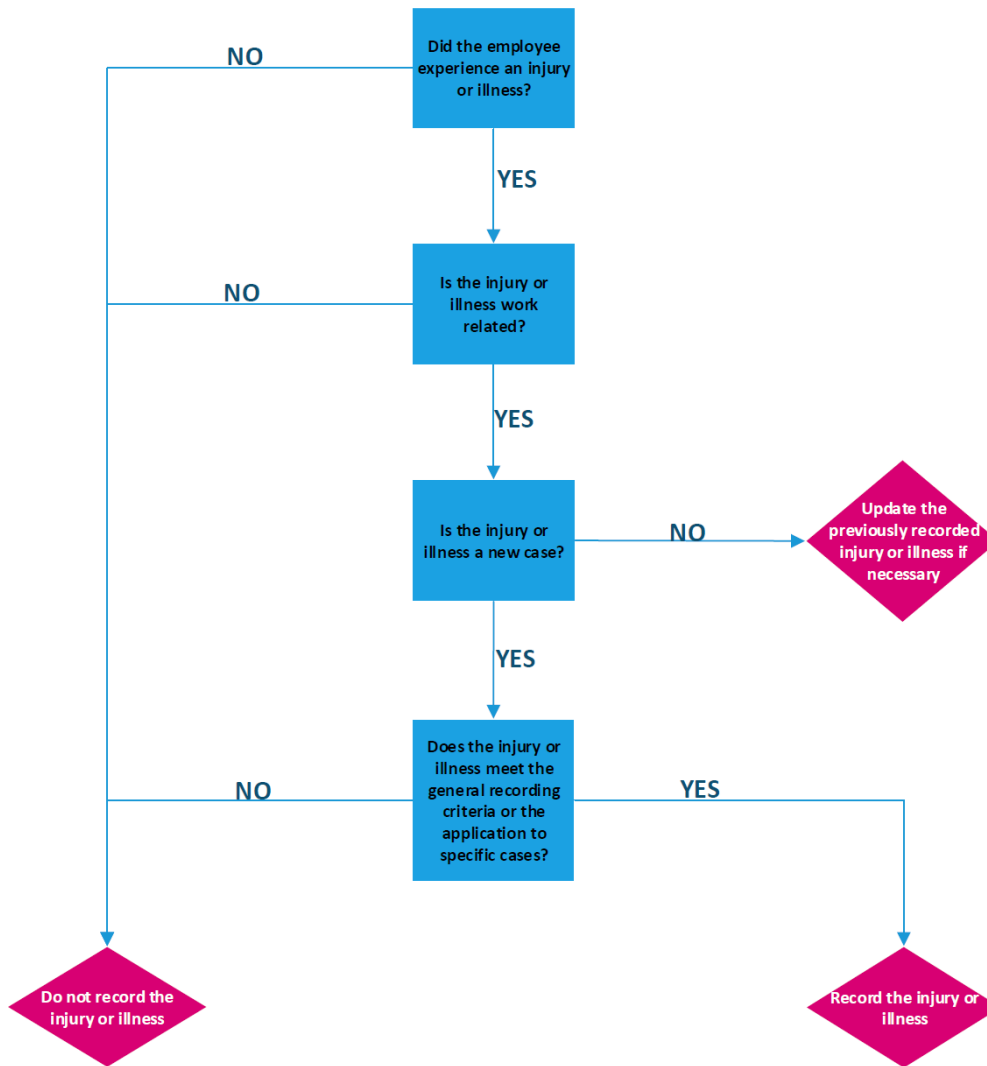 Did the employee
experience an injury
or illness?
NO
YES
Is the injury or
illness work
related?
NO
YES
Is the injury or
illness a new case?
NO
Update the
previously recorded
injury or illness if
necessary
YES
Does the injury or
illness meet the
general recording
criteria or the
application to
specific cases?
NO
YES
Do not record the
injury or illness
Record the injury or
illness